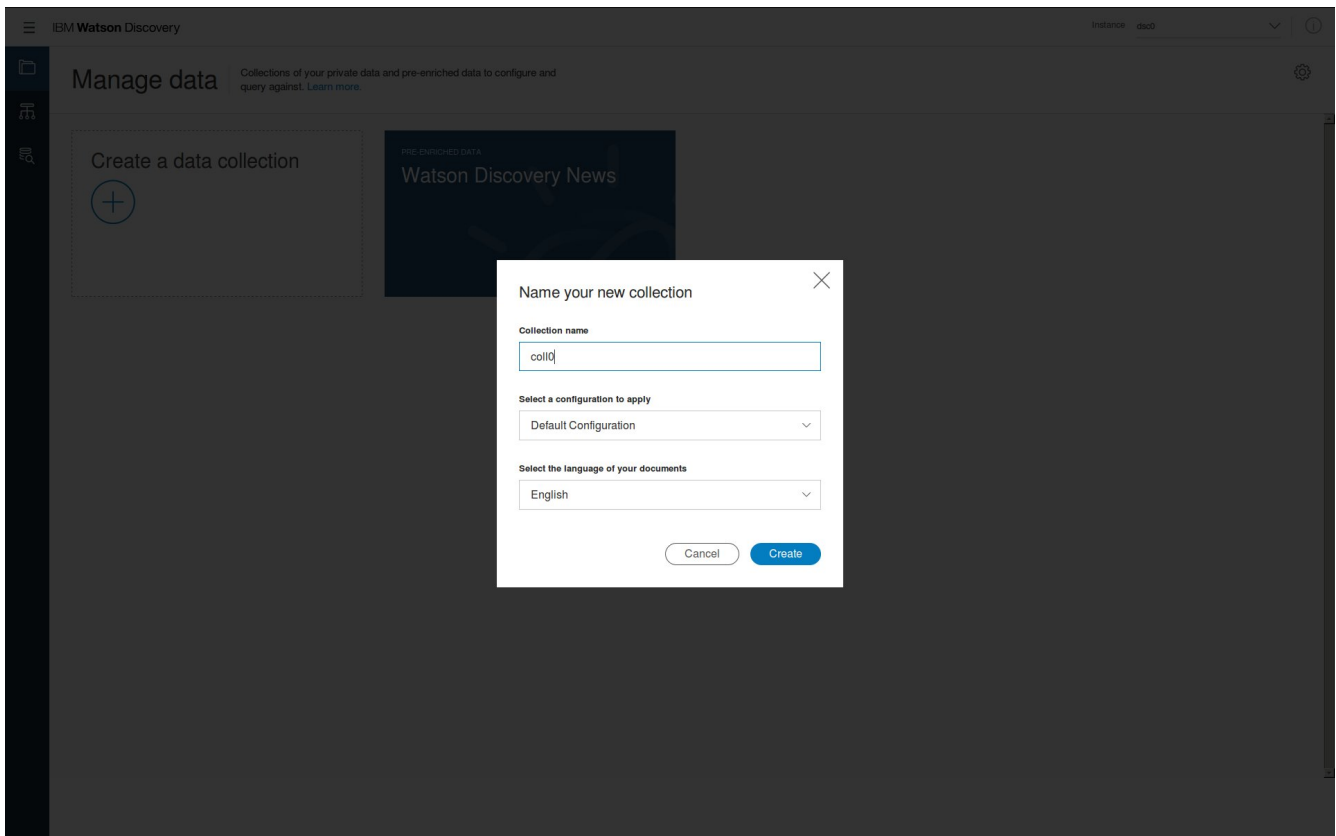 IBM Watson Discovery
Instance dsc0
Manage data
Collections of your private data and pre-enriched data to configure and
query against. Learn more.
Create a data collection
PRE-ENRICHED DATA
Watson Discovery News
Name your new collection
Collection name
coll0
Select a configuration to apply
Default Configuration
Select the language of your documents
English
Cancel
Create